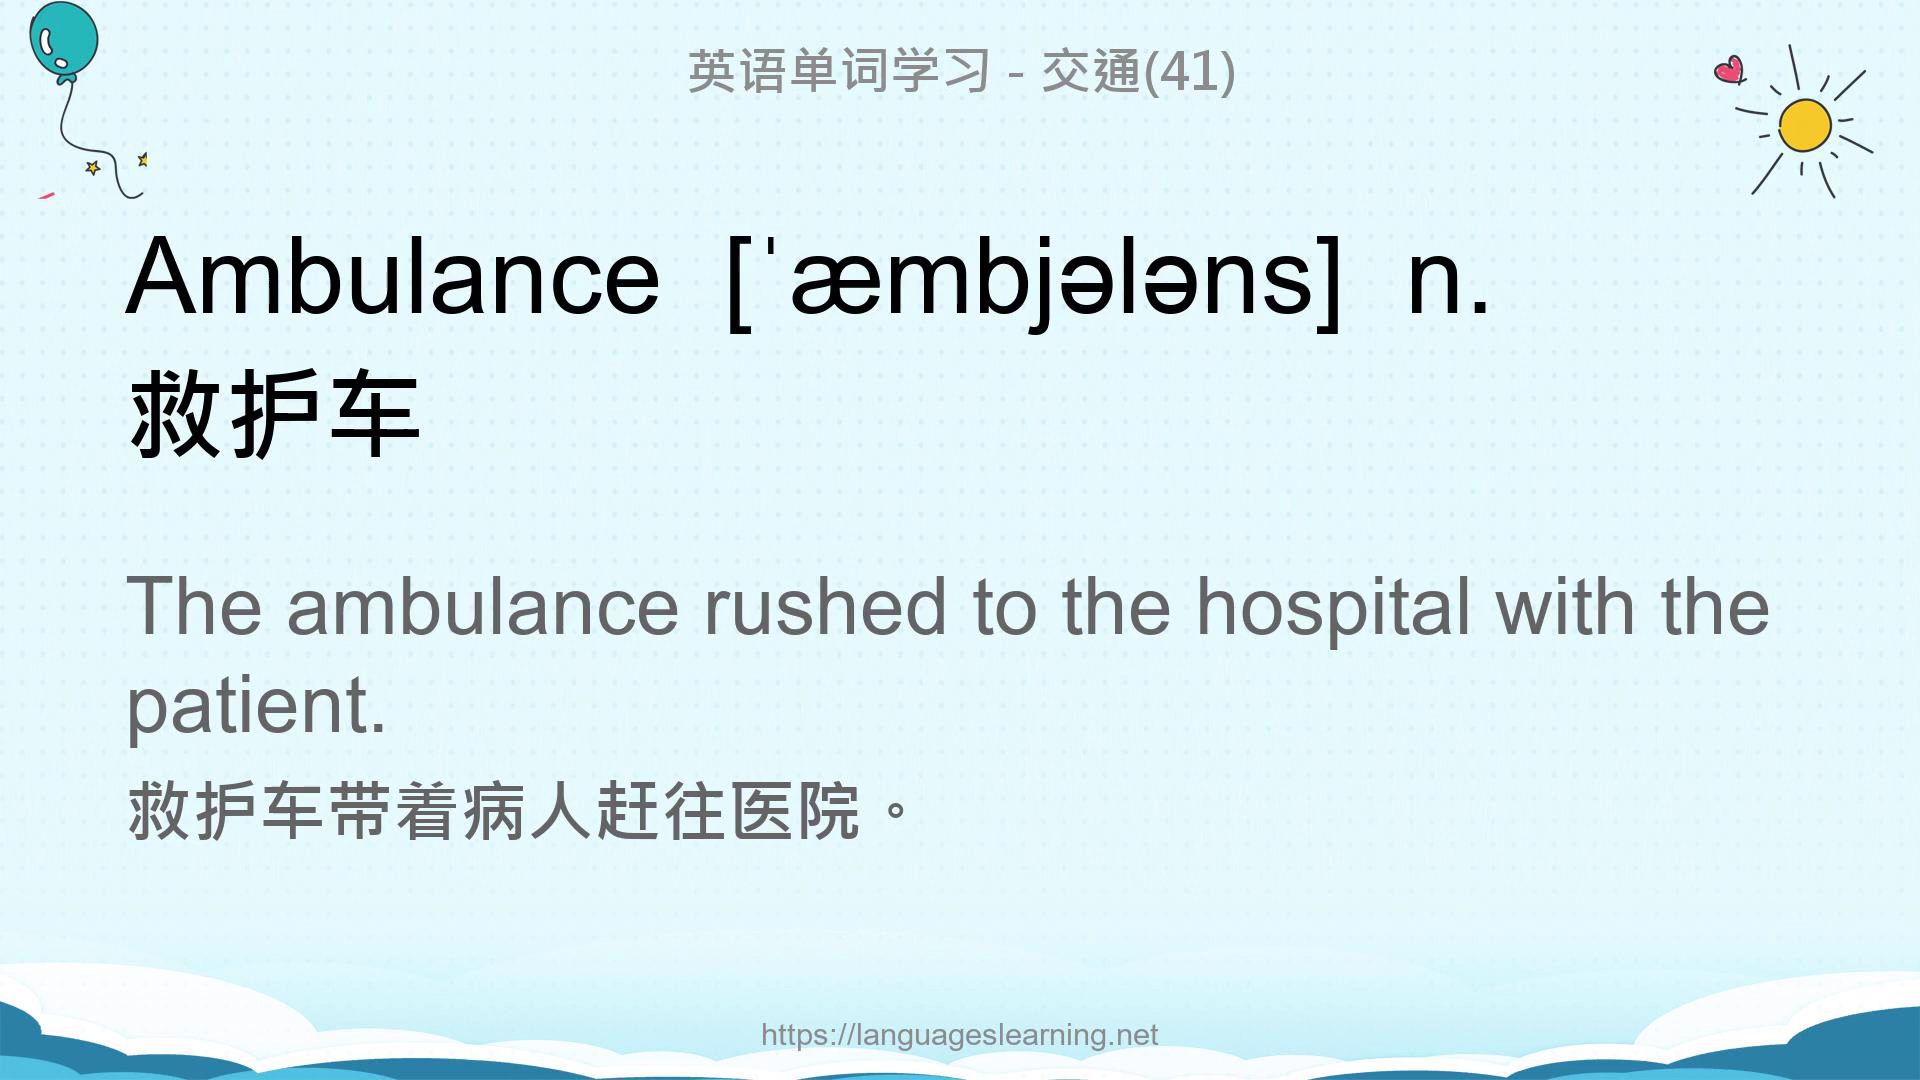 英语单词学习 - 交通(41)
Ambulance [ˈæmbjələns] n.
救护车
The ambulance rushed to the hospital with the
patient.
救护车带着病人赶往医院。
https://languageslearning.net